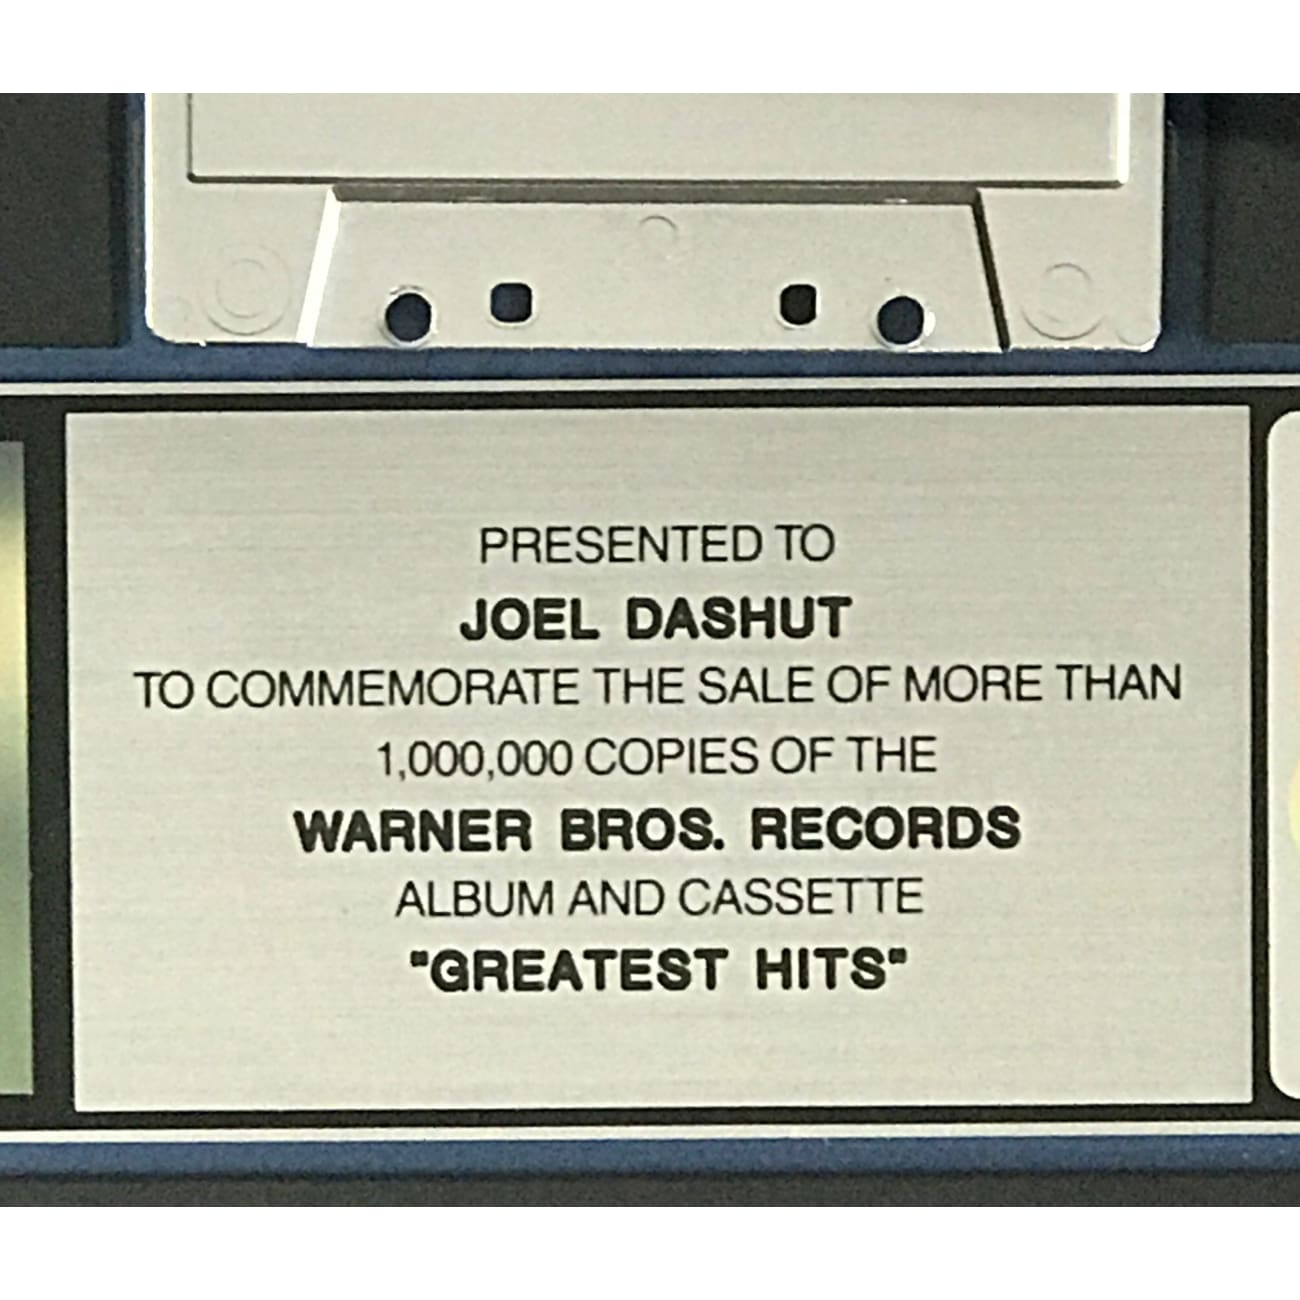 PRESENTED TO
JOEL DASHUT
TO COMMEMORATE THE SALE OF MORE THAN
1,000,000 COPIES OF THE
WARNER BROS. RECORDS
ALBUM AND CASSETTE
"GREATEST HITS"